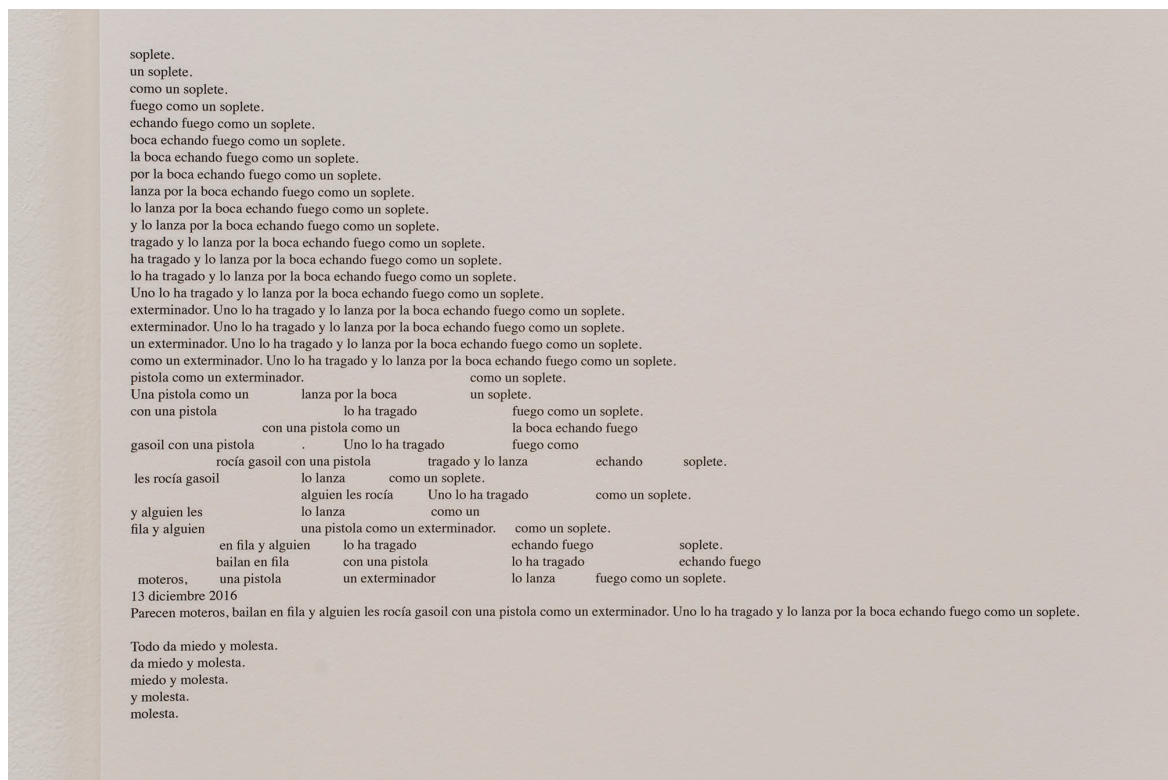 soplete.
un soplete.
como un soplete.
fuego como un soplete.
echando fuego como un soplete.
boca echando fuego como un soplete.
la boca echando fuego como un soplete.
por la boca echando fuego como un soplete.
lanza por la boca echando fuego como un soplete.
lo lanza por la boca echando fuego como un soplete.
y lo lanza por la boca echando fuego como un soplete.
tragado y lo lanza por la boca echando fuego como un soplete.
ha tragado y lo lanza por la boca echando fuego como un soplete.
lo ha tragado y lo lanza por la boca echando fuego como un soplete.
Uno lo ha tragado y lo lanza por la boca echando fuego como un soplete.
exterminador. Uno lo ha tragado y lo lanza por la boca echando fuego como un soplete.
exterminador. Uno lo ha tragado y lo lanza por la boca echando fuego como un soplete.
un exterminador. Uno lo ha tragado y lo lanza por la boca echando fuego como un soplete.
como un exterminador. Uno lo ha tragado y lo lanza por la boca echando fuego como un soplete.
pistola como un exterminador. como un soplete.
Una pistola como un lanza por la boca un soplete.
con una pistola lo ha tragado fuego como un soplete.
con una pistola como un la boca echando fuego
gasoil con una pistola . Uno lo ha tragado fuego como
rocía gasoil con una pistola tragado y lo lanza echando soplete.
les rocía gasoil lo lanza como un soplete.
alguien les rocía Uno lo ha tragado como un soplete.
y alguien les lo lanza como un
fila y alguien una pistola como un exterminador. como un soplete.
en fila y alguien lo ha tragado echando fuego soplete.
bailan en fila con una pistola lo ha tragado echando fuego
moteros, una pistola un exterminador lo lanza fuego como un soplete.
13 diciembre 2016
Parecen moteros, bailan en fila y alguien les rocía gasoil con una pistola como un exterminador. Uno lo ha tragado y lo lanza por la boca echando fuego como un soplete.
Todo da miedo y molesta.
da miedo y molesta.
miedo y molesta.
y molesta.
molesta.